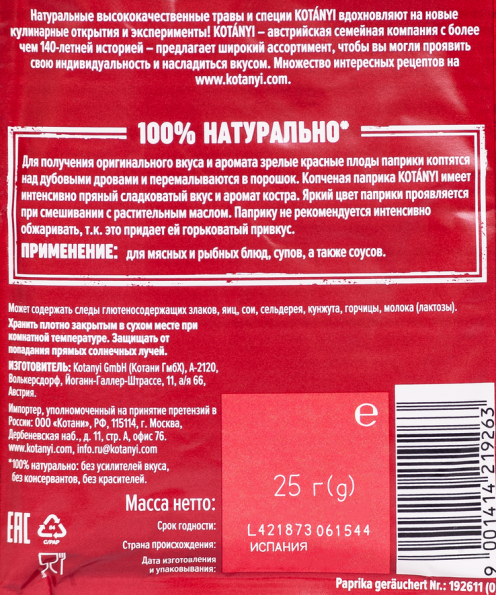 Натуральные высококачественные травы и специи KOTÁNYI вдохновляют на новые
кулинарные открытия и эксперименты! KOTÁNYI – австрийская семейная компания с более
чем 140-летней историей – предлагает широкий ассортимент, чтобы вы могли проявить
свою индивидуальность и насладиться вкусом. Множество интересных рецептов на
www.kotanyi.com.
100% НАТУРАЛЬНО*
Для получения оригинального вкуса и аромата зрелые красные плоды паприки коптятся
над дубовыми дровами и перемалываются в порошок. Копченая паприка KOTÁNYI имеет
интенсивно пряный сладковатый вкус и аромат костра. Яркий цвет паприки проявляется
при смешивании с растительным маслом. Паприку не рекомендуется интенсивно
обжаривать, т.к. это придает ей горьковатый привкус.
ПРИМЕНЕНИЕ: для мясных и рыбных блюд, супов, а также соусов.
Может содержать следы глютеносодержащих злаков, яиц, сои, сельдерея, кунжута, горчицы, молока (лактозы).
Хранить плотно закрытым в сухом месте при
комнатной температуре. Защищать от
попадания прямых солнечных лучей.
ИЗГОТОВИТЕЛЬ: Kotanyi GmbH (Котани ГмбХ), А-2120,
Волькерсдорф, Йоганн-Галлер-Штрассе, 11, а/я 66,
Австрия.
Импортер, уполномоченный на принятие претензий в
России: ООО «Котани», РФ, 115114, г. Москва,
Дербеневская наб., д. 11, стр. А, офис 76.
www.kotanyi.com, info.ru@kotanyi.com
*100% натурально: без усилителей вкуса,
без консервантов, без красителей.
e
25 г(g)
L421873 061544
ИСПАНИЯ
Масса нетто:
Срок годности:
Страна происхождения:
Дата изготовления
и упаковывания:
EAC
C/PAP
9 001414 219263
Paprika geräuchert Nr.: 192611 (0